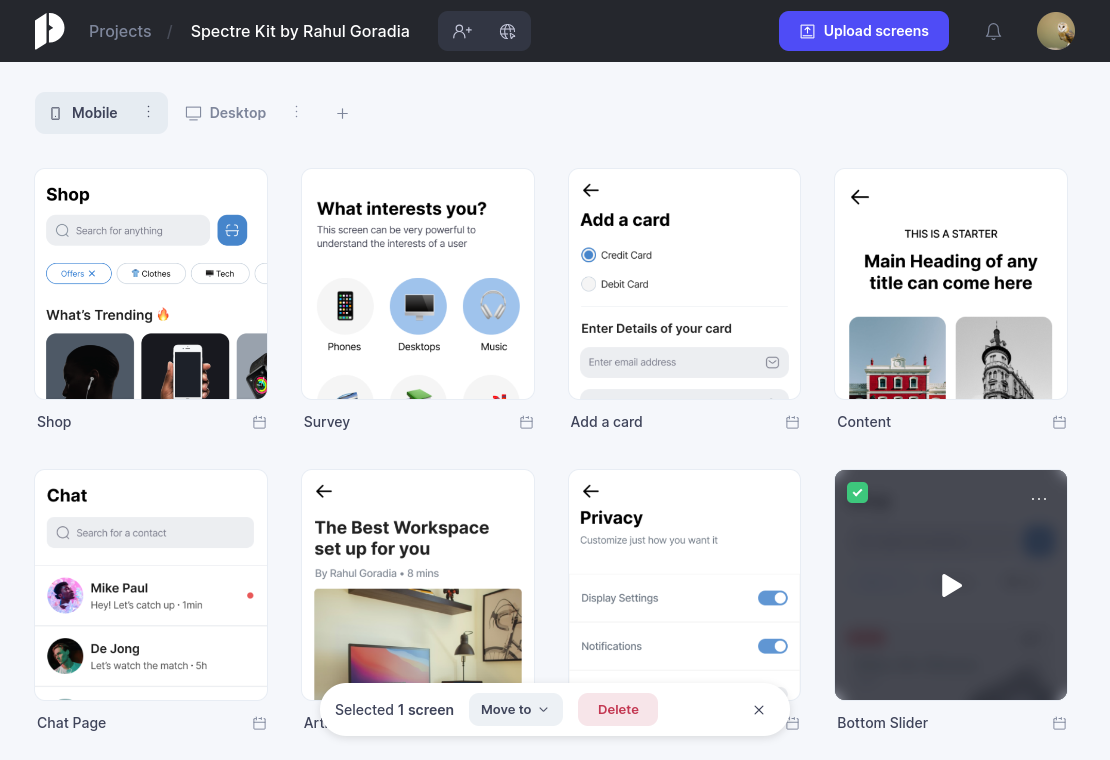 Projects / Spectre Kit by Rahul Goradia
Upload screens
Mobile
Desktop
Shop
Search for anything
Offers
Clothes
Tech
What's Trending 🔥
Shop
What interests you?
This screen can be very powerful to
understand the interests of a user
Phones
Desktops
Music
Survey
Add a card
Credit Card
Debit Card
Enter Details of your card
Enter email address
Add a card
THIS IS A STARTER
Main Heading of any
title can come here
Content
Chat
Search for a contact
Mike Paul
Hey! Let's catch up · 1min
De Jong
Let's watch the match · 5h
Chat Page
The Best Workspace
set up for you
By Rahul Goradia • 8 mins
Privacy
Customize just how you want it
Display Settings
Notifications
Bottom Slider
Selected 1 screen
Move to
Delete